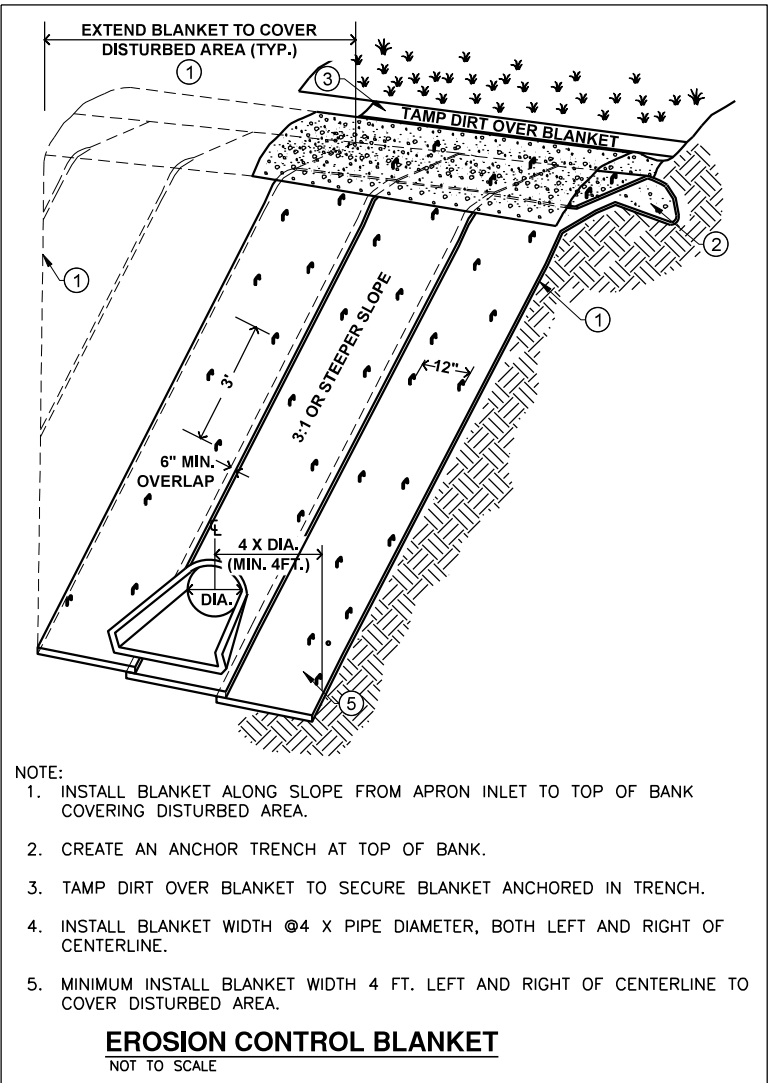 EXTEND BLANKET TO COVER
DISTURBED AREA (TYP.)
1
3
TAMP DIRT OVER BLANKET
2
1
1
3:1 OR STEEPER SLOPE
12"
3'
6" MIN.
OVERLAP
℄
4 X DIA.
(MIN. 4FT.)
DIA.
5
NOTE:
1. INSTALL BLANKET ALONG SLOPE FROM APRON INLET TO TOP OF BANK
COVERING DISTURBED AREA.
2. CREATE AN ANCHOR TRENCH AT TOP OF BANK.
3. TAMP DIRT OVER BLANKET TO SECURE BLANKET ANCHORED IN TRENCH.
4. INSTALL BLANKET WIDTH @4 X PIPE DIAMETER, BOTH LEFT AND RIGHT OF
CENTERLINE.
5. MINIMUM INSTALL BLANKET WIDTH 4 FT. LEFT AND RIGHT OF CENTERLINE TO
COVER DISTURBED AREA.
EROSION CONTROL BLANKET
NOT TO SCALE